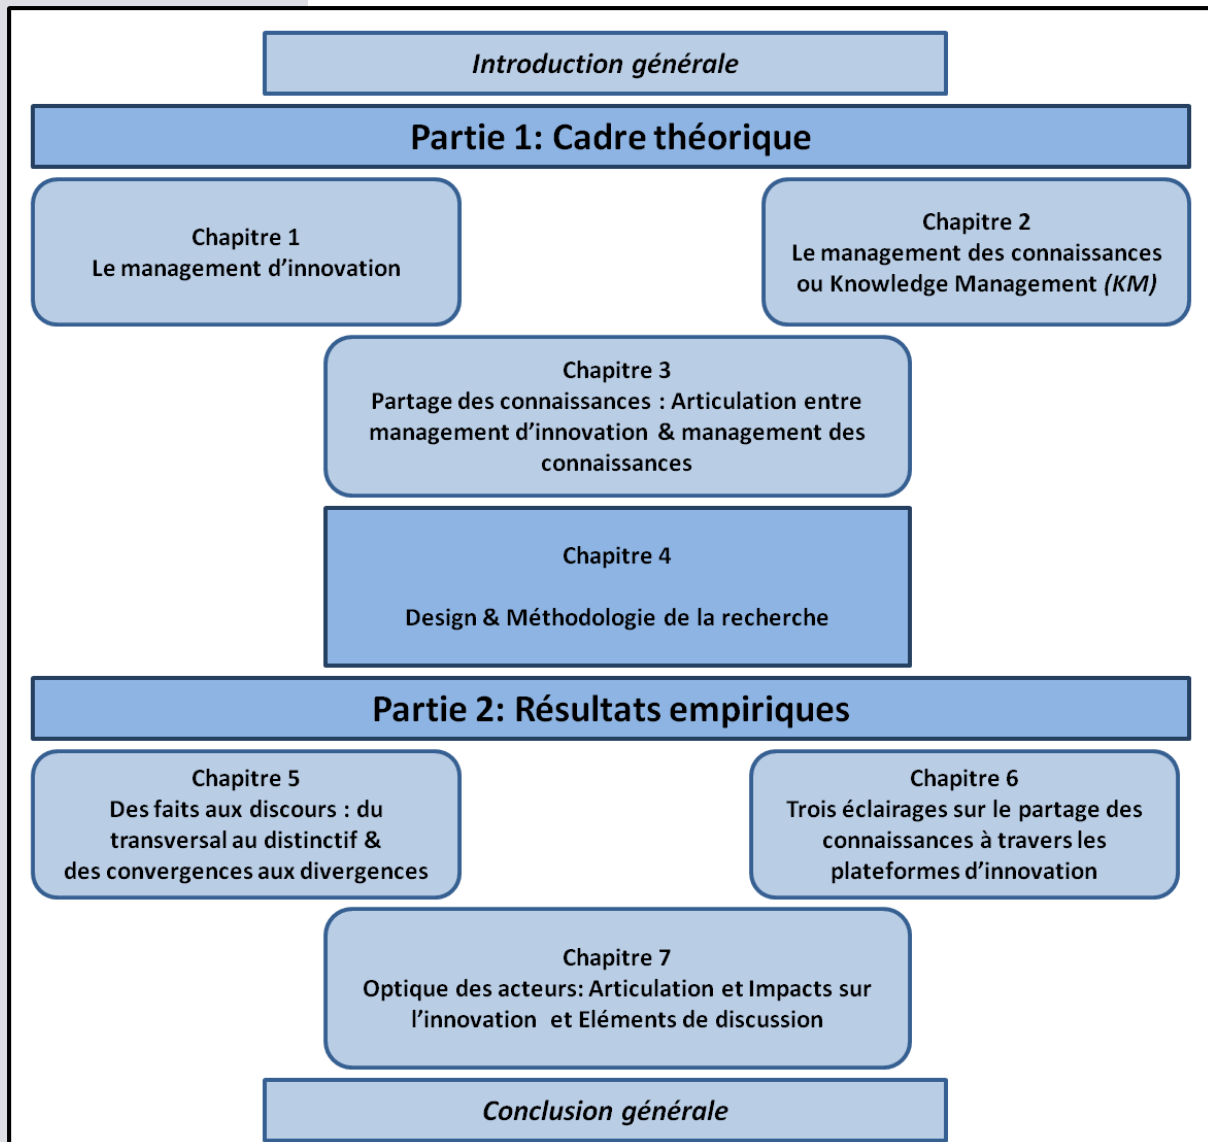 Introduction générale
Partie 1: Cadre théorique
Chapitre 1
Le management d’innovation
Chapitre 2
Le management des connaissances
ou Knowledge Management (KM)
Chapitre 3
Partage des connaissances : Articulation entre
management d’innovation & management des
connaissances
Chapitre 4
Design & Méthodologie de la recherche
Partie 2: Résultats empiriques
Chapitre 5
Des faits aux discours : du
transversal au distinctif &
des convergences aux divergences
Chapitre 6
Trois éclairages sur le partage des
connaissances à travers les
plateformes d’innovation
Chapitre 7
Optique des acteurs: Articulation et Impacts sur
l’innovation et Eléments de discussion
Conclusion générale